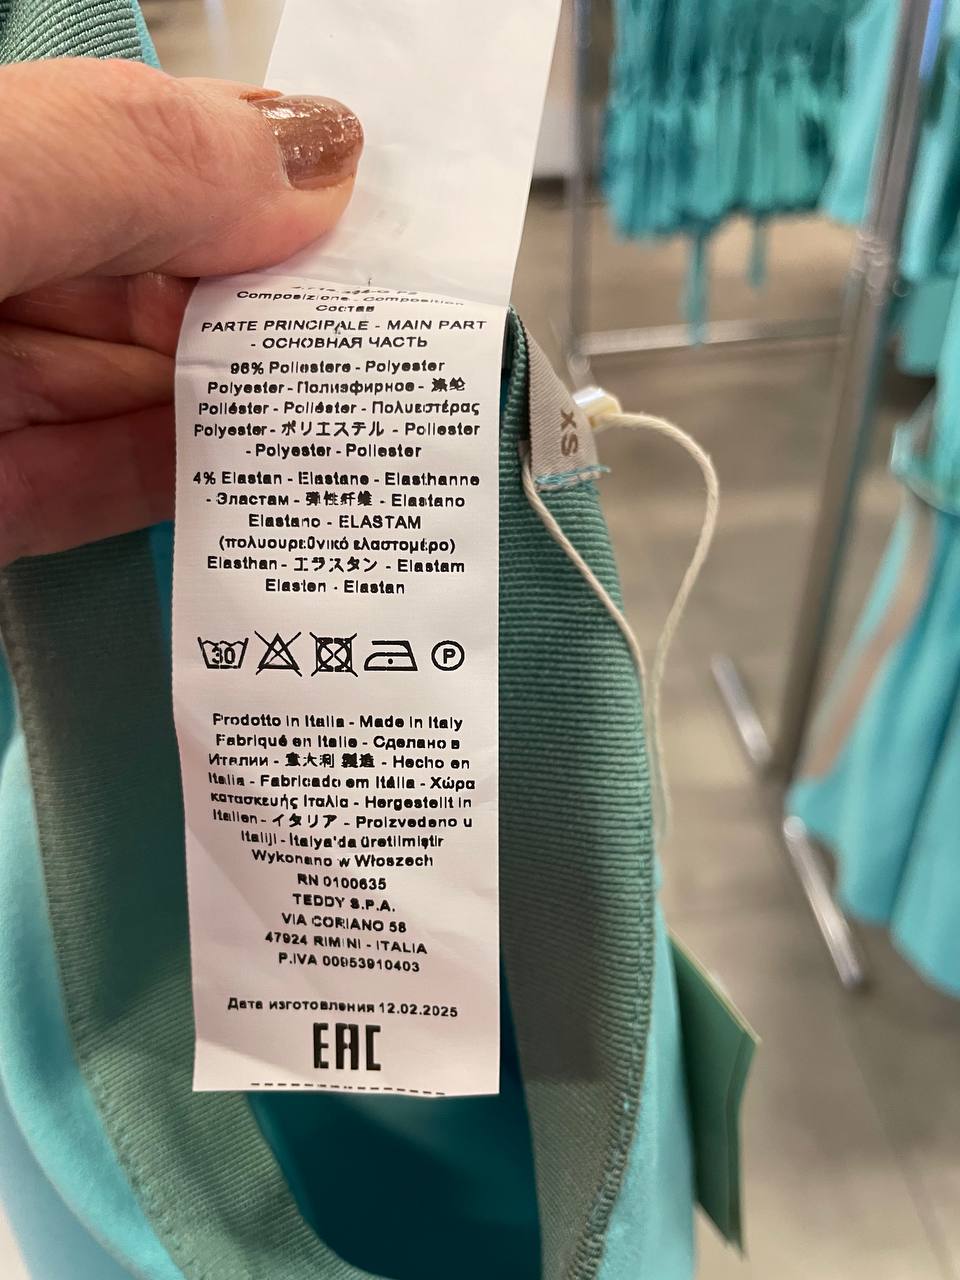 Composizione - Composition
Состав
PARTE PRINCIPALE - MAIN PART
- ОСНОВНАЯ ЧАСТЬ
96% Poliestere - Polyester
Polyester - Полиэфирное - 涤纶
Poliéster - Poliéster - Πολυεστέρας
Polyester - ポリエステル - Poliester
- Polyester - Poliester
4% Elastan - Elastane - Elasthanne
- Эластам - 弹性纤维 - Elastano
Elastano - ELASTAM
(πολυουρεθνικό ελαστομέρο)
Elasthan - エラスタン - Elastam
Elasten - Elastan
30
P
Prodotto in Italia - Made in Italy
Fabriqué en Italie - Сделано в
Италии - 意大利 製造 - Hecho en
Italia - Fabricado em Itália - Χώρα
κατασκευής Ιταλία - Hergestellt in
Italien - イタリア - Proizvedeno u
Italiji - İtalya'da üretilmiştir
Wykonano w Włoszech
RN 0100635
TEDDY S.P.A.
VIA CORIANO 58
47924 RIMINI - ITALIA
P.IVA 00953910403
Дата изготовления 12.02.2025
EAC
XS